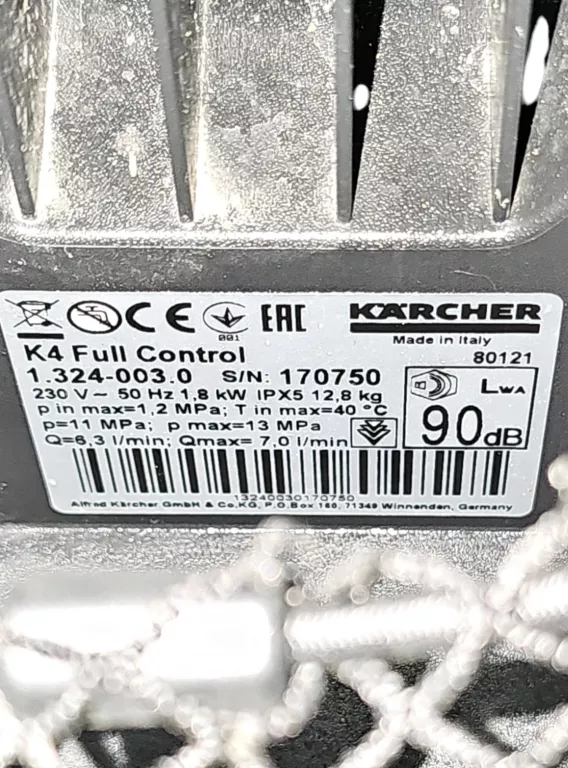 001
EAC
KÄRCHER
Made in Italy
K4 Full Control
80121
1.324-003.0 S/N: 170750
230 V ~ 50 Hz 1,8 kW IPX5 12,8 kg
p in max=1,2 MPa; T in max=40 °C
p=11 MPa; p max=13 MPa
Q=6,3 l/min; Qmax= 7,0 l/min
LWA
90dB
13240030170750
Alfred Kärcher GmbH & Co.KG, P.O.Box 160, 71349 Winnenden, Germany